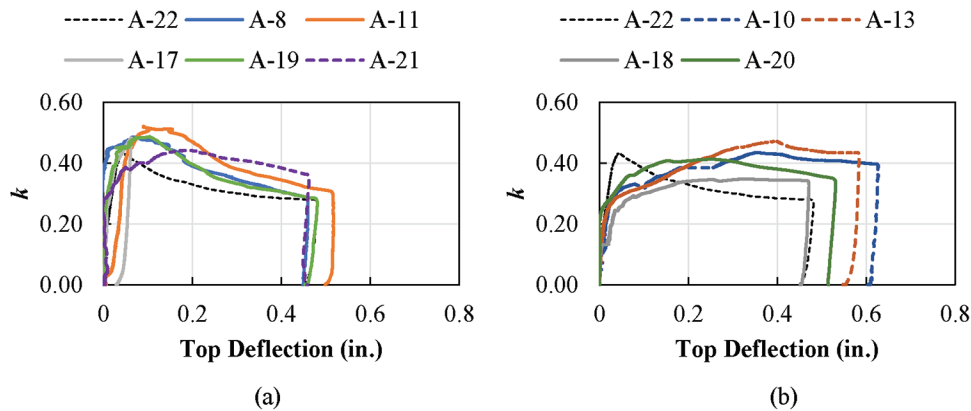 A-22 A-8 A-11
A-17 A-19 A-21
0.60
0.40
0.20
0.00
k
0 0.2 0.4 0.6 0.8
Top Deflection (in.)
(a)
A-22 A-10 A-13
A-18 A-20
0.60
0.40
0.20
0.00
k
0 0.2 0.4 0.6 0.8
Top Deflection (in.)
(b)